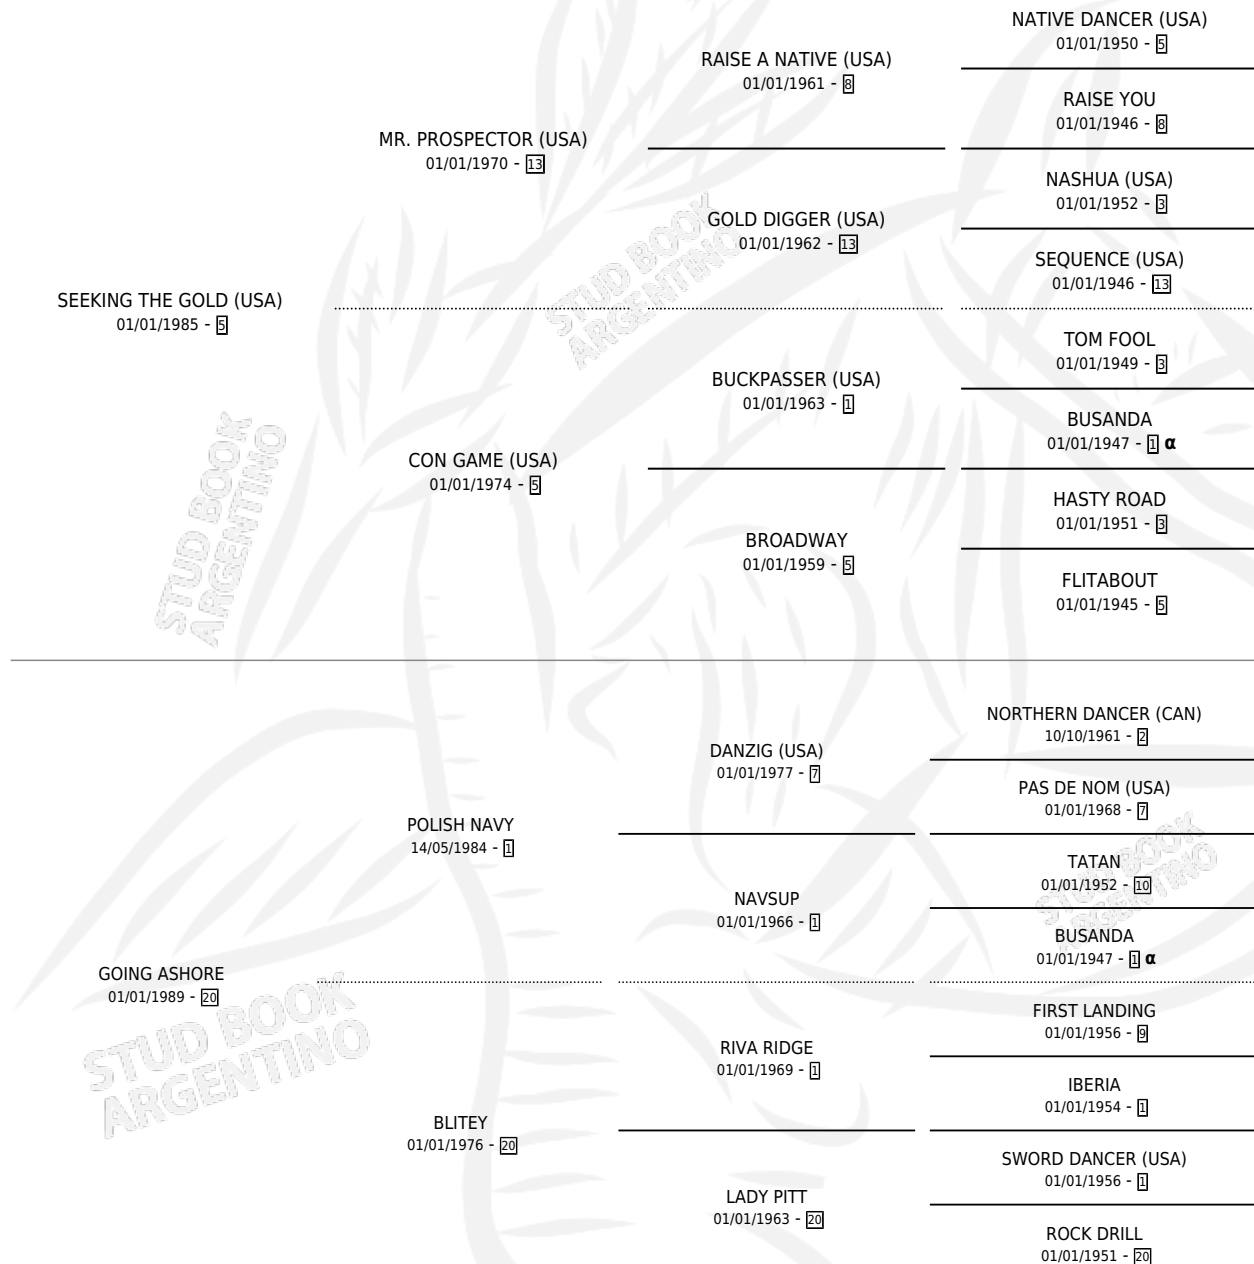 NATIVE DANCER (USA)
01/01/1950 - 5
RAISE A NATIVE (USA)
01/01/1961 - 8
RAISE YOU
01/01/1946 - 8
MR. PROSPECTOR (USA)
01/01/1970 - 13
NASHUA (USA)
01/01/1952 - 3
GOLD DIGGER (USA)
01/01/1962 - 13
SEQUENCE (USA)
01/01/1946 - 13
SEEKING THE GOLD (USA)
01/01/1985 - 5
STUD BOOK
ARGENTINO
TOM FOOL
01/01/1949 - 3
BUCKPASSER (USA)
01/01/1963 - 1
BUSANDA
01/01/1947 - 1 α
CON GAME (USA)
01/01/1974 - 5
HASTY ROAD
01/01/1951 - 3
BROADWAY
01/01/1959 - 5
FLITABOUT
01/01/1945 - 5
STUD BOOK
ARGENTINO
NORTHERN DANCER (CAN)
10/10/1961 - 2
DANZIG (USA)
01/01/1977 - 7
PAS DE NOM (USA)
01/01/1968 - 7
POLISH NAVY
14/05/1984 - 1
TATAN
01/01/1952 - 10
NAVSUP
01/01/1966 - 1
STUD BOOK
ARGENTINO
BUSANDA
01/01/1947 - 1 α
GOING ASHORE
01/01/1989 - 20
FIRST LANDING
01/01/1956 - 9
RIVA RIDGE
01/01/1969 - 1
STUD BOOK
ARGENTINO
IBERIA
01/01/1954 - 1
BLITEY
01/01/1976 - 20
SWORD DANCER (USA)
01/01/1956 - 1
LADY PITT
01/01/1963 - 20
ROCK DRILL
01/01/1951 - 20